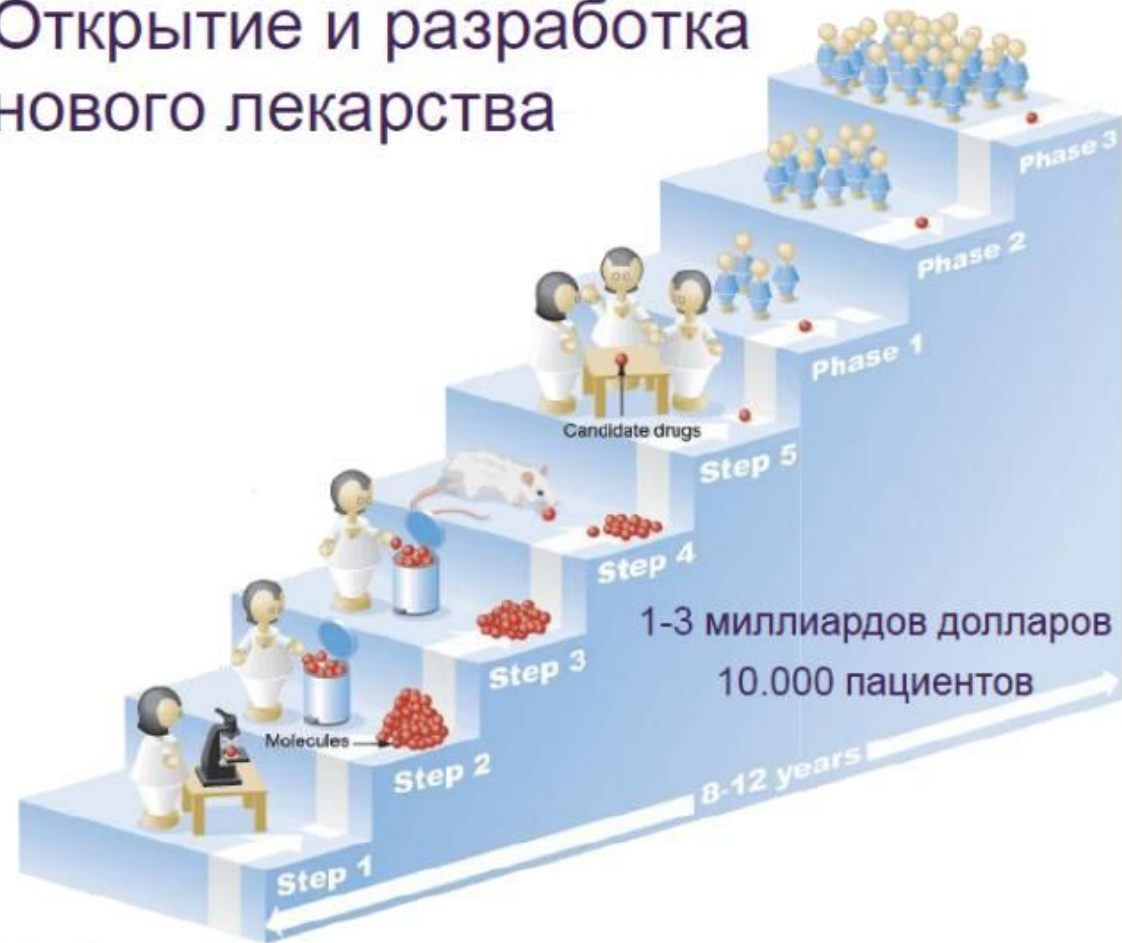 Открытие и разработка
нового лекарства
Phase 3
Phase 2
Phase 1
Candidate drugs
Step 5
Step 4
1-3 миллиардов долларов
10.000 пациентов
Step 3
Molecules
Step 2
8-12 years
Step 1